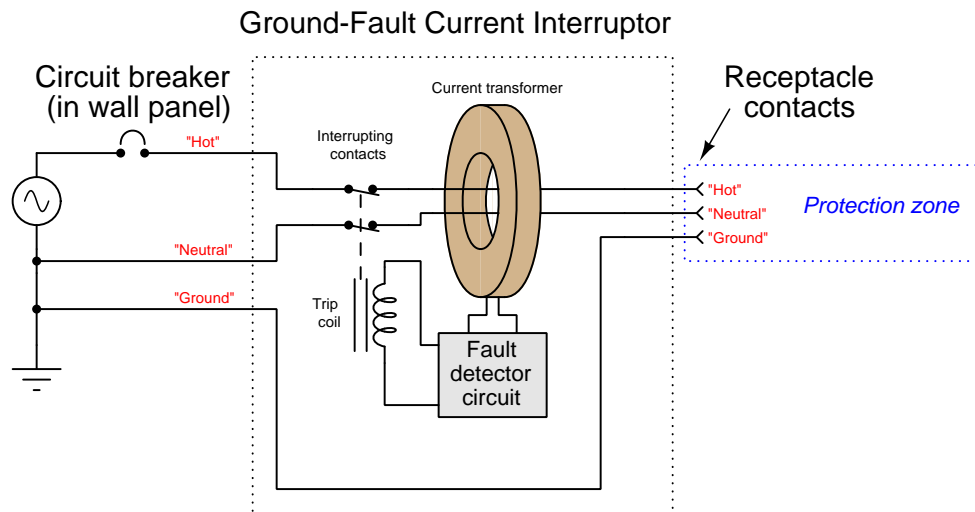 Ground-Fault Current Interruptor
Circuit breaker
(in wall panel)
"Hot"
Interrupting
contacts
Current transformer
Receptacle
contacts
"Hot"
"Neutral"
"Ground"
Protection zone
"Neutral"
"Ground"
Trip
coil
Fault
detector
circuit